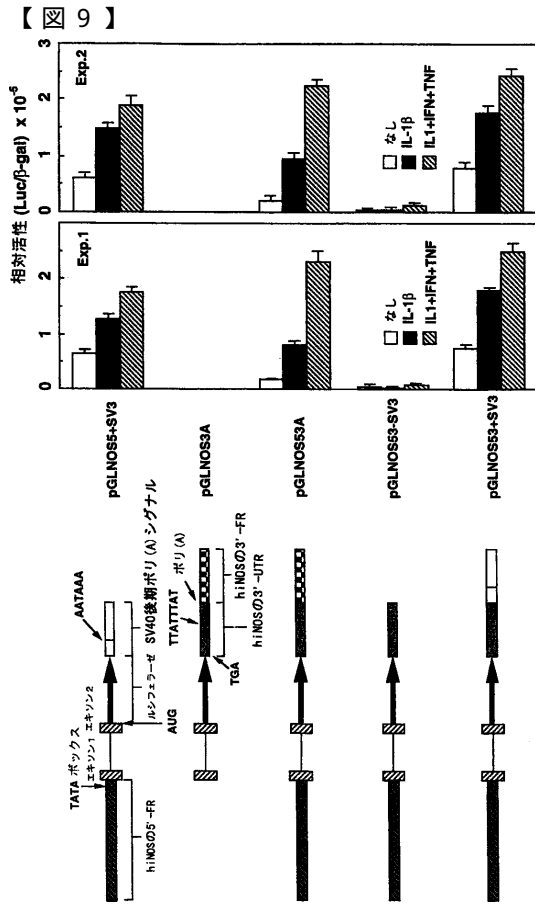 【図9】
相対活性 (Luc/β-gal) x 10⁻⁵
Exp.2
0
1
2
3
なし
IL-1β
IL1+IFN+TNF
Exp.1
0
1
2
なし
IL-1β
IL1+IFN+TNF
pGLNOS5+SV3
pGLNOS3A
pGLNOS53A
pGLNOS53-SV3
pGLNOS53+SV3
TATA ボックス
エキソン1 エキソン2
AATAAA
hiNOSの5'-FR
AUG
ルシフェラーゼ
SV40後期ポリ(A)シグナル
TTATTTAT
ポリ(A)
TGA
hiNOSの3'-UTR
hiNOSの3'-FR